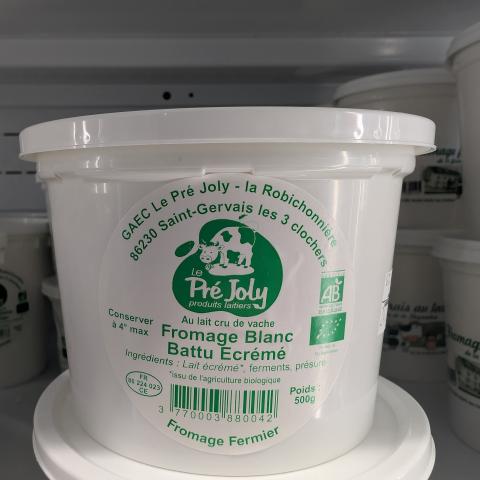 GAEC Le Pré Joly - la Robichonnière
86230 Saint-Gervais les 3 clochers
Le
Pré Joly
produits laitiers
AB
Au lait cru de vache
Conserver
à 4° max
Fromage Blanc
Battu Ecrémé
Ingrédients : Lait écrémé*, ferments, présure
*issu de l'agriculture biologique
FR
86 224 023
CE
Poids :
500g
3 770003 880042
Fromage Fermier